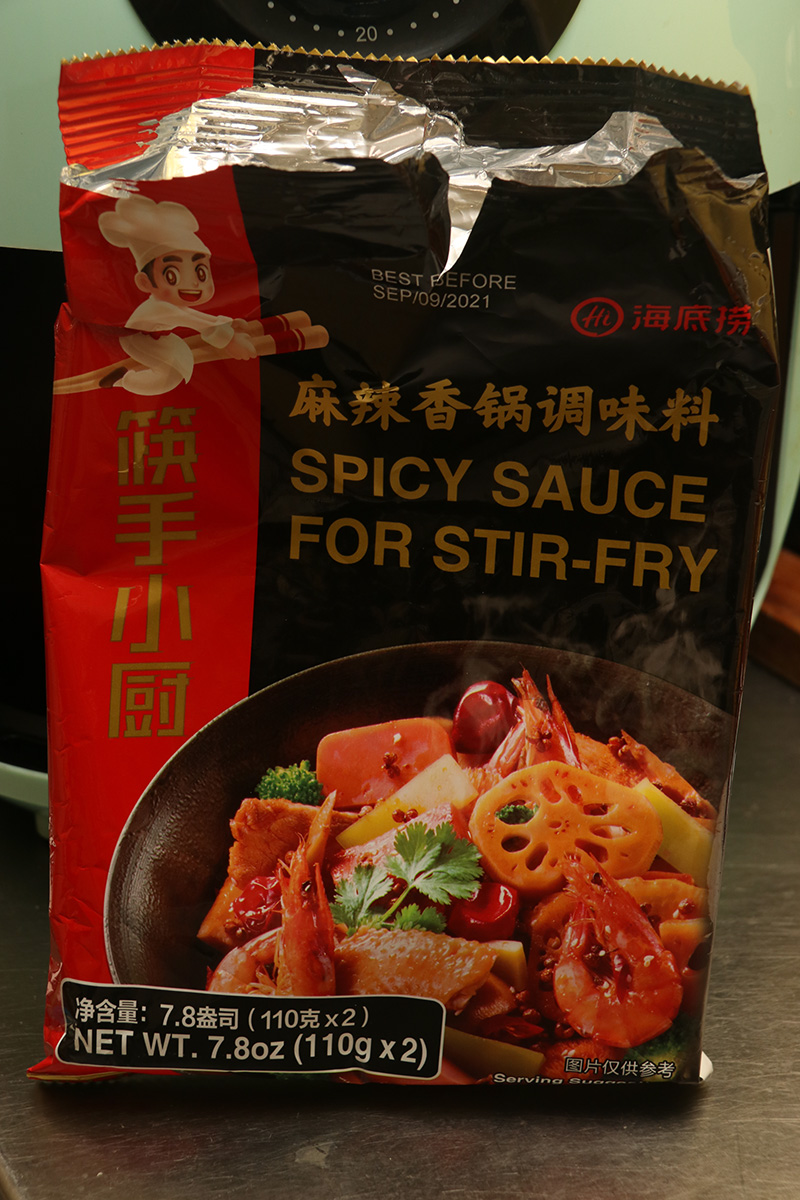 20
BEST BEFORE
SEP/09/2021
Hi 海底捞
麻辣香锅调味料
SPICY SAUCE
FOR STIR-FRY
筷手小厨
净含量: 7.8盎司 (110克 x 2)
NET WT. 7.8oz (110g x 2)
图片仅供参考
Serving